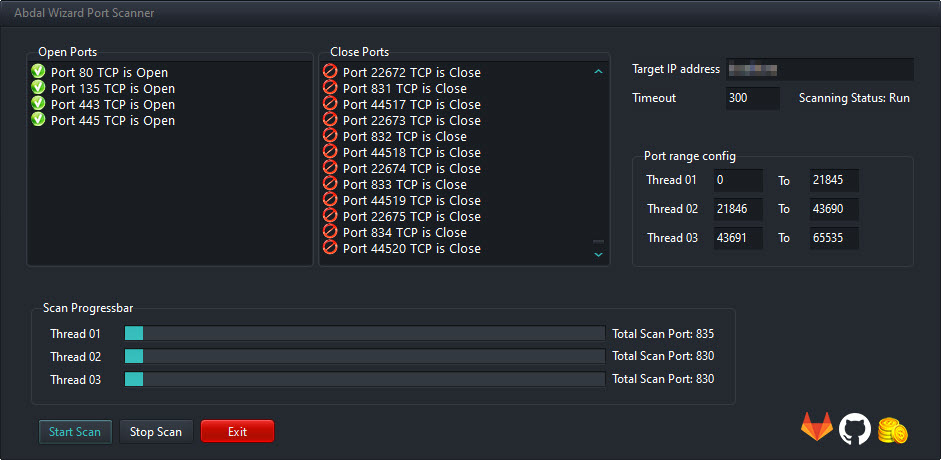 Abdal Wizard Port Scanner
Open Ports
Port 80 TCP is Open
Port 135 TCP is Open
Port 443 TCP is Open
Port 445 TCP is Open
Close Ports
Port 22672 TCP is Close
Port 831 TCP is Close
Port 44517 TCP is Close
Port 22673 TCP is Close
Port 832 TCP is Close
Port 44518 TCP is Close
Port 22674 TCP is Close
Port 833 TCP is Close
Port 44519 TCP is Close
Port 22675 TCP is Close
Port 834 TCP is Close
Port 44520 TCP is Close
Target IP address
Timeout 300 Scanning Status: Run
Port range config
Thread 01 0 To 21845
Thread 02 21846 To 43690
Thread 03 43691 To 65535
Scan Progressbar
Thread 01 Total Scan Port: 835
Thread 02 Total Scan Port: 830
Thread 03 Total Scan Port: 830
Start Scan Stop Scan Exit